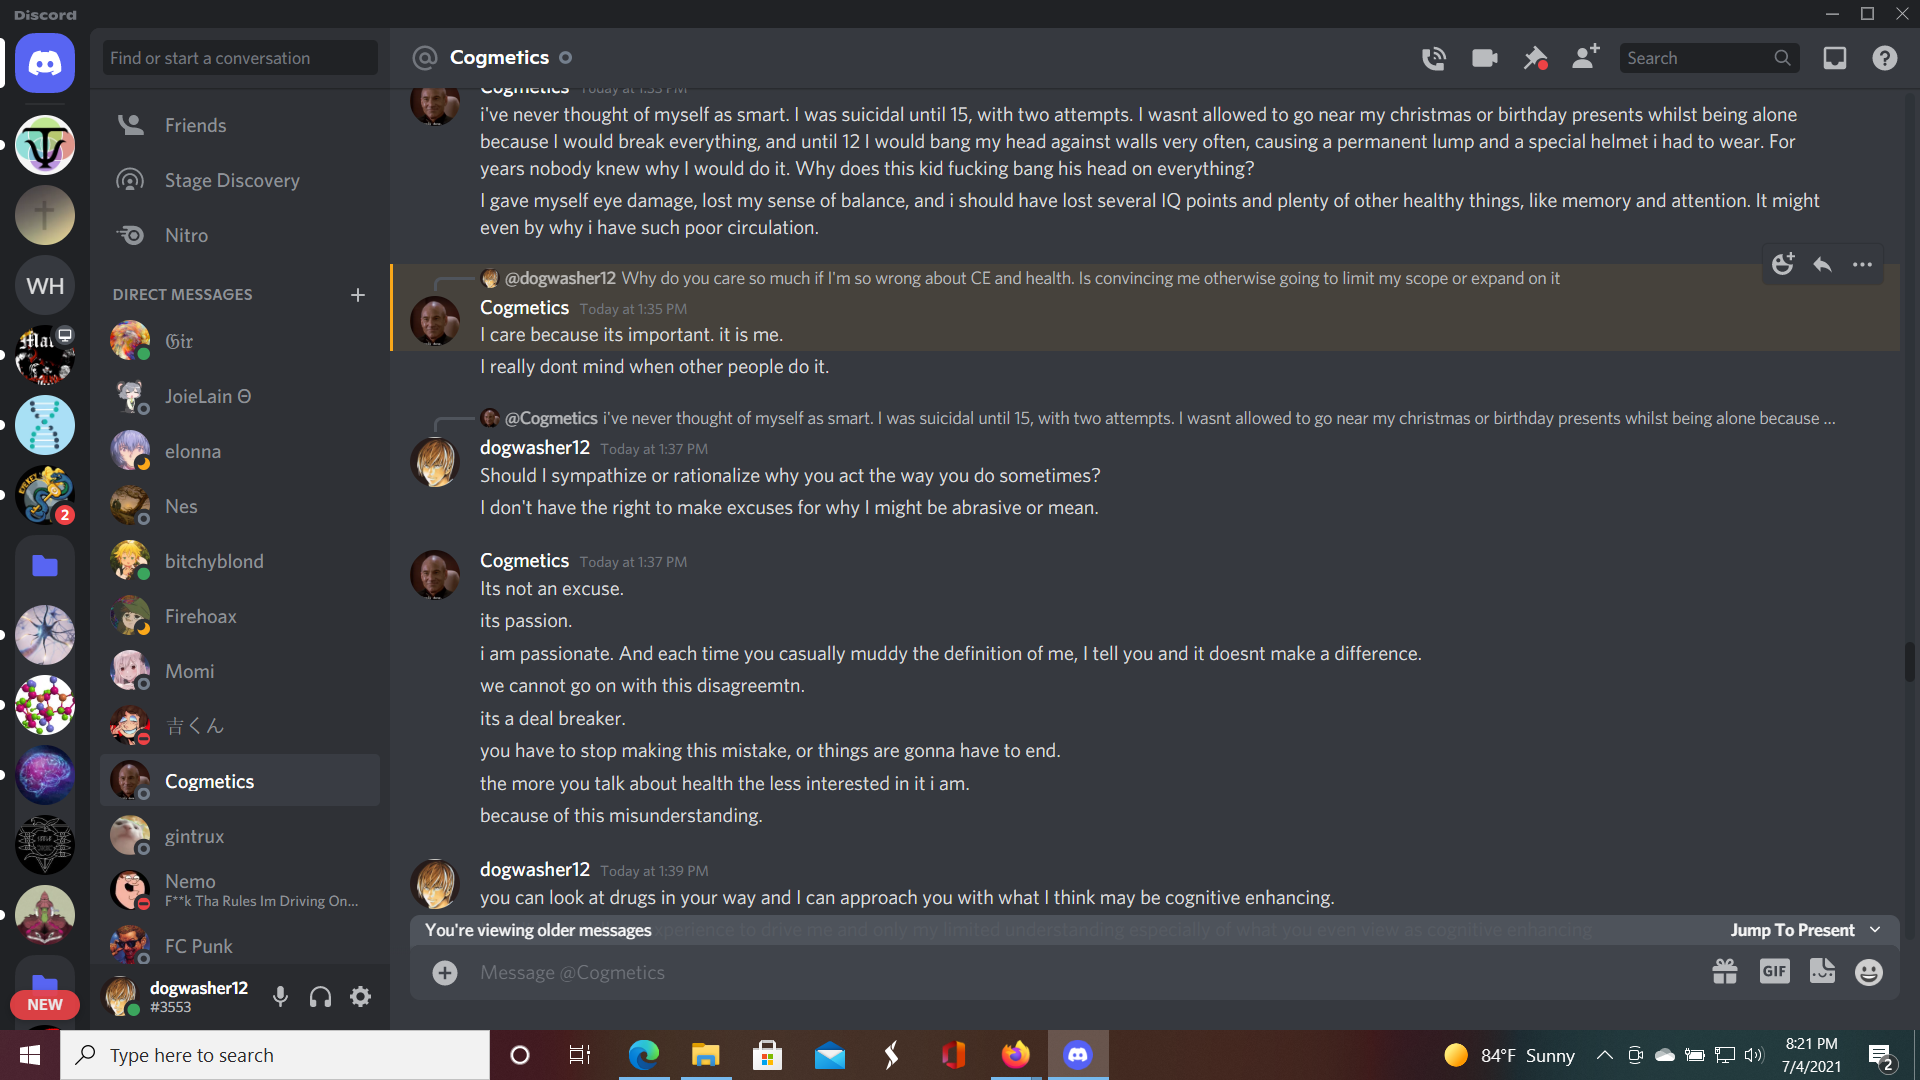 Discord
Find or start a conversation
Cogmetics
Search
Friends
Stage Discovery
Nitro
DIRECT MESSAGES
WH
𝔊𝔦𝔯
JoieLain Θ
elonna
Nes
bitchyblond
Firehoax
Momi
吉くん
Cogmetics
gintrux
Nemo
F**k Tha Rules Im Driving On...
FC Punk
2
NEW
dogwasher12
#3553
Cogmetics Today at 1:33 PM
i've never thought of myself as smart. I was suicidal until 15, with two attempts. I wasnt allowed to go near my christmas or birthday presents whilst being alone
because I would break everything, and until 12 I would bang my head against walls very often, causing a permanent lump and a special helmet i had to wear. For
years nobody knew why I would do it. Why does this kid fucking bang his head on everything?
I gave myself eye damage, lost my sense of balance, and i should have lost several IQ points and plenty of other healthy things, like memory and attention. It might
even by why i have such poor circulation.
@dogwasher12 Why do you care so much if I'm so wrong about CE and health. Is convincing me otherwise going to limit my scope or expand on it
Cogmetics Today at 1:35 PM
I care because its important. it is me.
I really dont mind when other people do it.
@Cogmetics i've never thought of myself as smart. I was suicidal until 15, with two attempts. I wasnt allowed to go near my christmas or birthday presents whilst being alone because ...
dogwasher12 Today at 1:37 PM
Should I sympathize or rationalize why you act the way you do sometimes?
I don't have the right to make excuses for why I might be abrasive or mean.
Cogmetics Today at 1:37 PM
Its not an excuse.
its passion.
i am passionate. And each time you casually muddy the definition of me, I tell you and it doesnt make a difference.
we cannot go on with this disagreemtn.
its a deal breaker.
you have to stop making this mistake, or things are gonna have to end.
the more you talk about health the less interested in it i am.
because of this misunderstanding.
dogwasher12 Today at 1:39 PM
you can look at drugs in your way and I can approach you with what I think may be cognitive enhancing.
You're viewing older messages xperience to drive me and only my limited understanding especially of what you even view as cognitive enhancing
Jump To Present
Message @Cogmetics
GIF
Type here to search
84°F Sunny
8:21 PM
7/4/2021
2